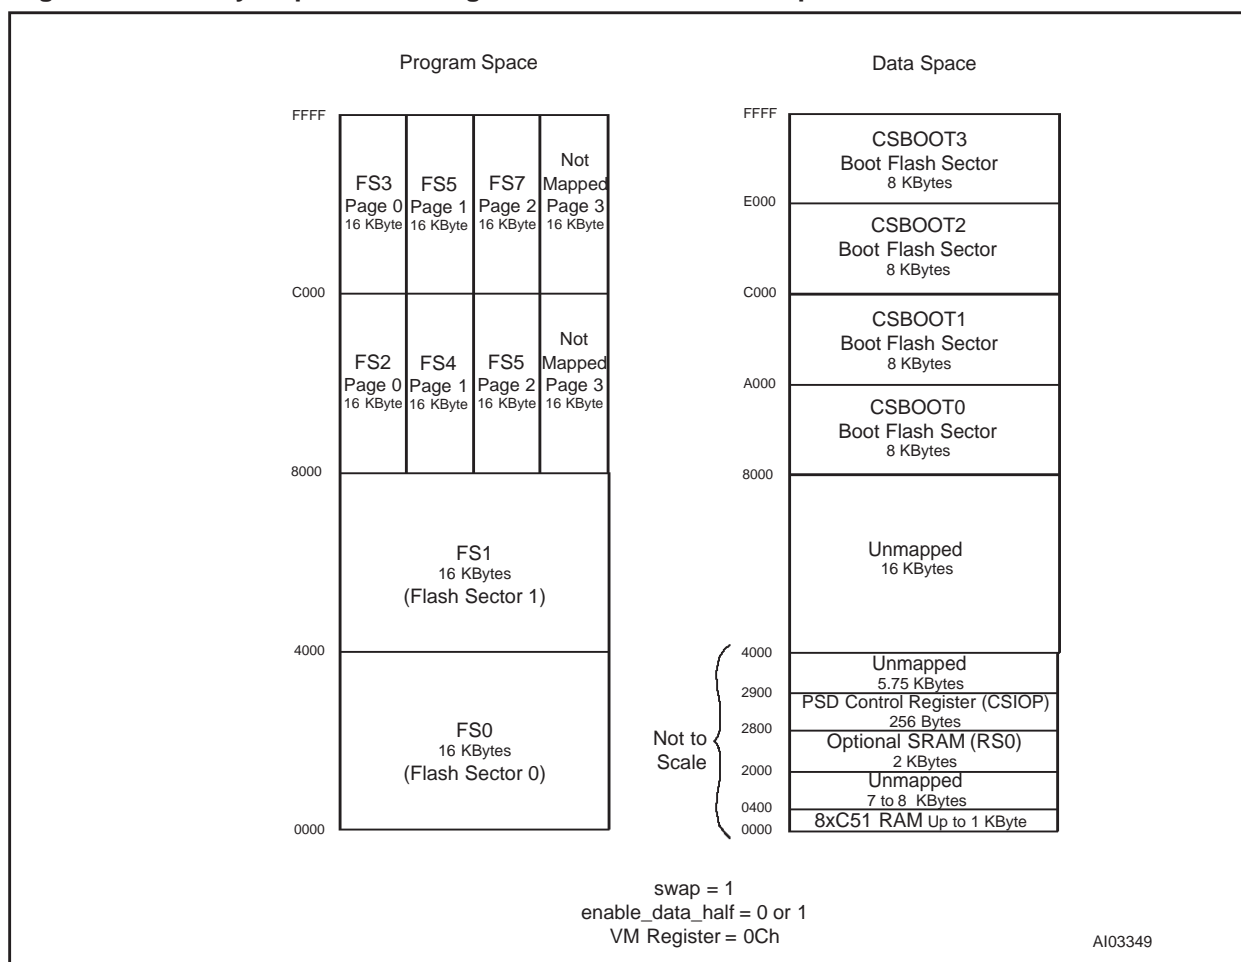 Program Space
FFFF
FS3
Page 0
16 KByte
FS5
Page 1
16 KByte
FS7
Page 2
16 KByte
Not
Mapped
Page 3
16 KByte
C000
FS2
Page 0
16 KByte
FS4
Page 1
16 KByte
FS5
Page 2
16 KByte
Not
Mapped
Page 3
16 KByte
8000
FS1
16 KBytes
(Flash Sector 1)
4000
FS0
16 KBytes
(Flash Sector 0)
0000
Data Space
FFFF
CSBOOT3
Boot Flash Sector
8 KBytes
E000
CSBOOT2
Boot Flash Sector
8 KBytes
C000
CSBOOT1
Boot Flash Sector
8 KBytes
A000
CSBOOT0
Boot Flash Sector
8 KBytes
8000
Unmapped
16 KBytes
Not to
Scale
4000
Unmapped
5.75 KBytes
2900
PSD Control Register (CSIOP)
256 Bytes
2800
Optional SRAM (RS0)
2 KBytes
2000
Unmapped
7 to 8 KBytes
0400
8xC51 RAM Up to 1 KByte
0000
swap = 1
enable_data_half = 0 or 1
VM Register = 0Ch
AI03349